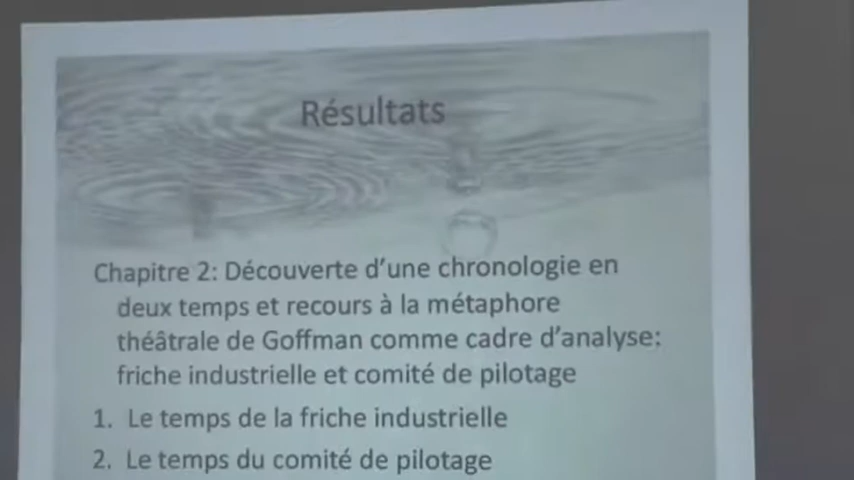 Résultats
Chapitre 2: Découverte d'une chronologie en
deux temps et recours à la métaphore
théâtrale de Goffman comme cadre d'analyse:
friche industrielle et comité de pilotage
1. Le temps de la friche industrielle
2. Le temps du comité de pilotage